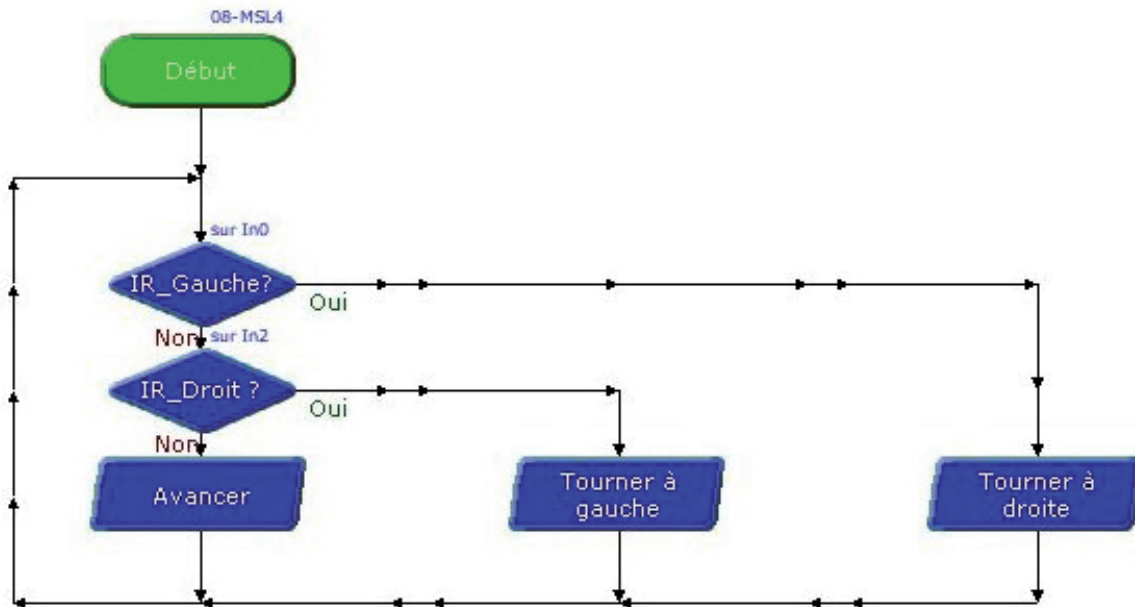 08-MSL4
Début
sur In0
IR_Gauche?
Oui
Non
sur In2
IR_Droit ?
Oui
Non
Avancer
Tourner à
gauche
Tourner à
droite